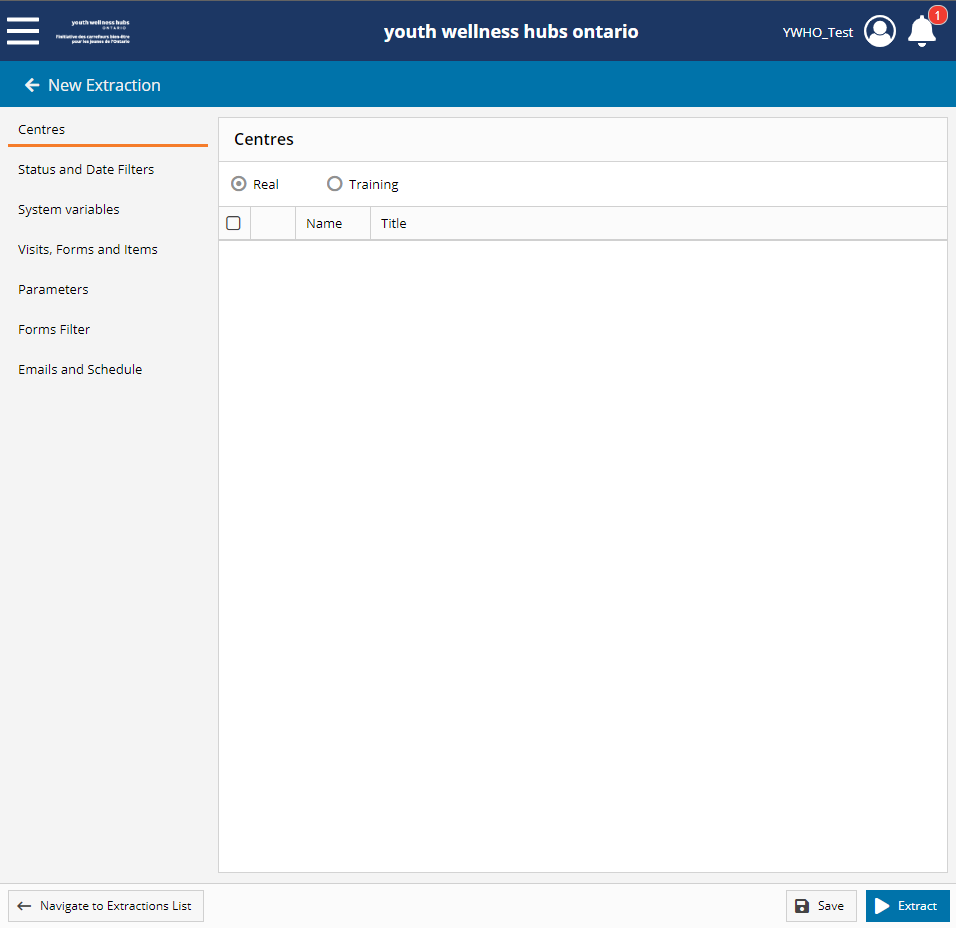 youth wellness hubs
ONTARIO
l'initiative des carrefours bien-être
pour les jeunes de l'Ontario
youth wellness hubs ontario
YWHO_Test
1
New Extraction
Centres
Status and Date Filters
System variables
Visits, Forms and Items
Parameters
Forms Filter
Emails and Schedule
Centres
Real Training
Name Title
Navigate to Extractions List
Save
Extract